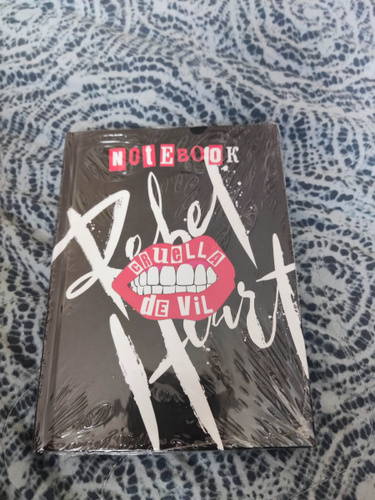 NOtEBOOK
Rebel
CRUELLA
DE VIL
Heart